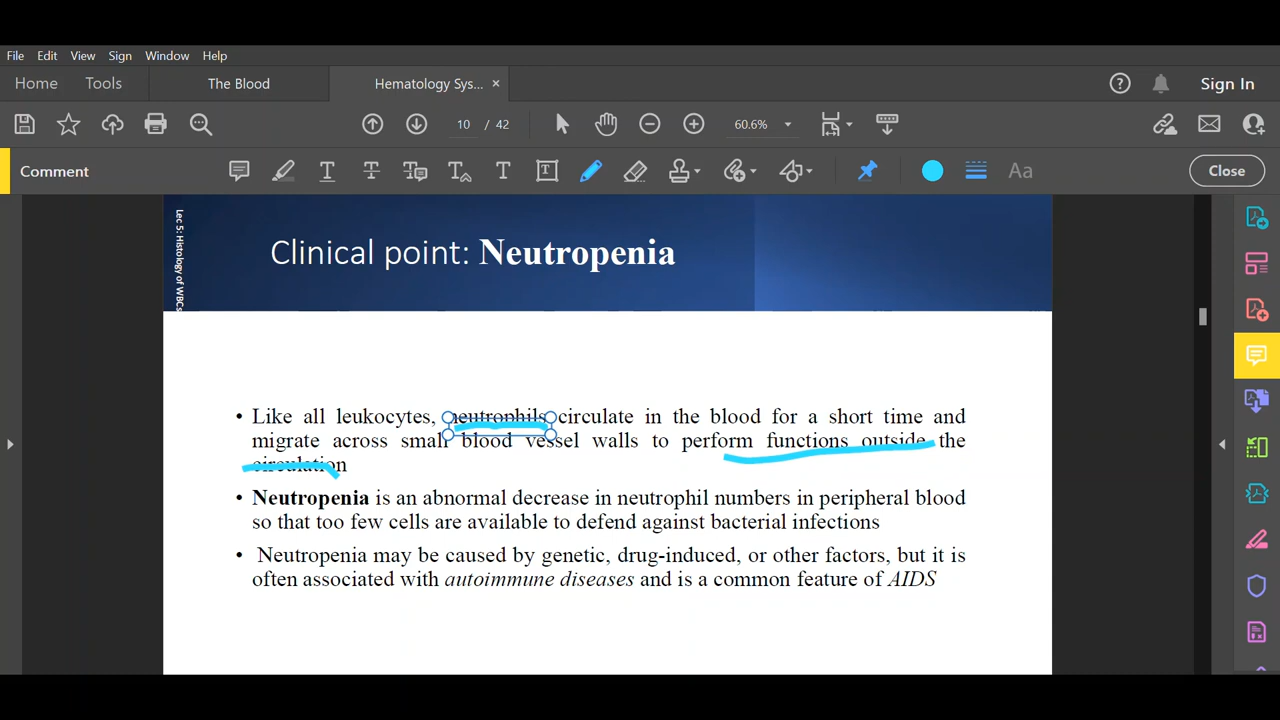 File Edit View Sign Window Help
Home Tools The Blood Hematology Sys... × Sign In
10 / 42 60.6%
Comment Aa Close
Lec 5: Histology of WBCs
Clinical point: Neutropenia
• Like all leukocytes, neutrophils circulate in the blood for a short time and
migrate across small blood vessel walls to perform functions outside the
circulation
• Neutropenia is an abnormal decrease in neutrophil numbers in peripheral blood
so that too few cells are available to defend against bacterial infections
• Neutropenia may be caused by genetic, drug-induced, or other factors, but it is
often associated with autoimmune diseases and is a common feature of AIDS